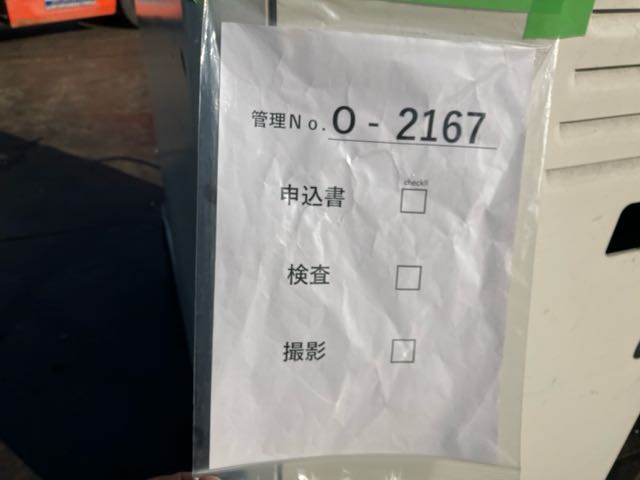 管理No. O - 2167
check!!
申込書 □
検査 □
撮影 □